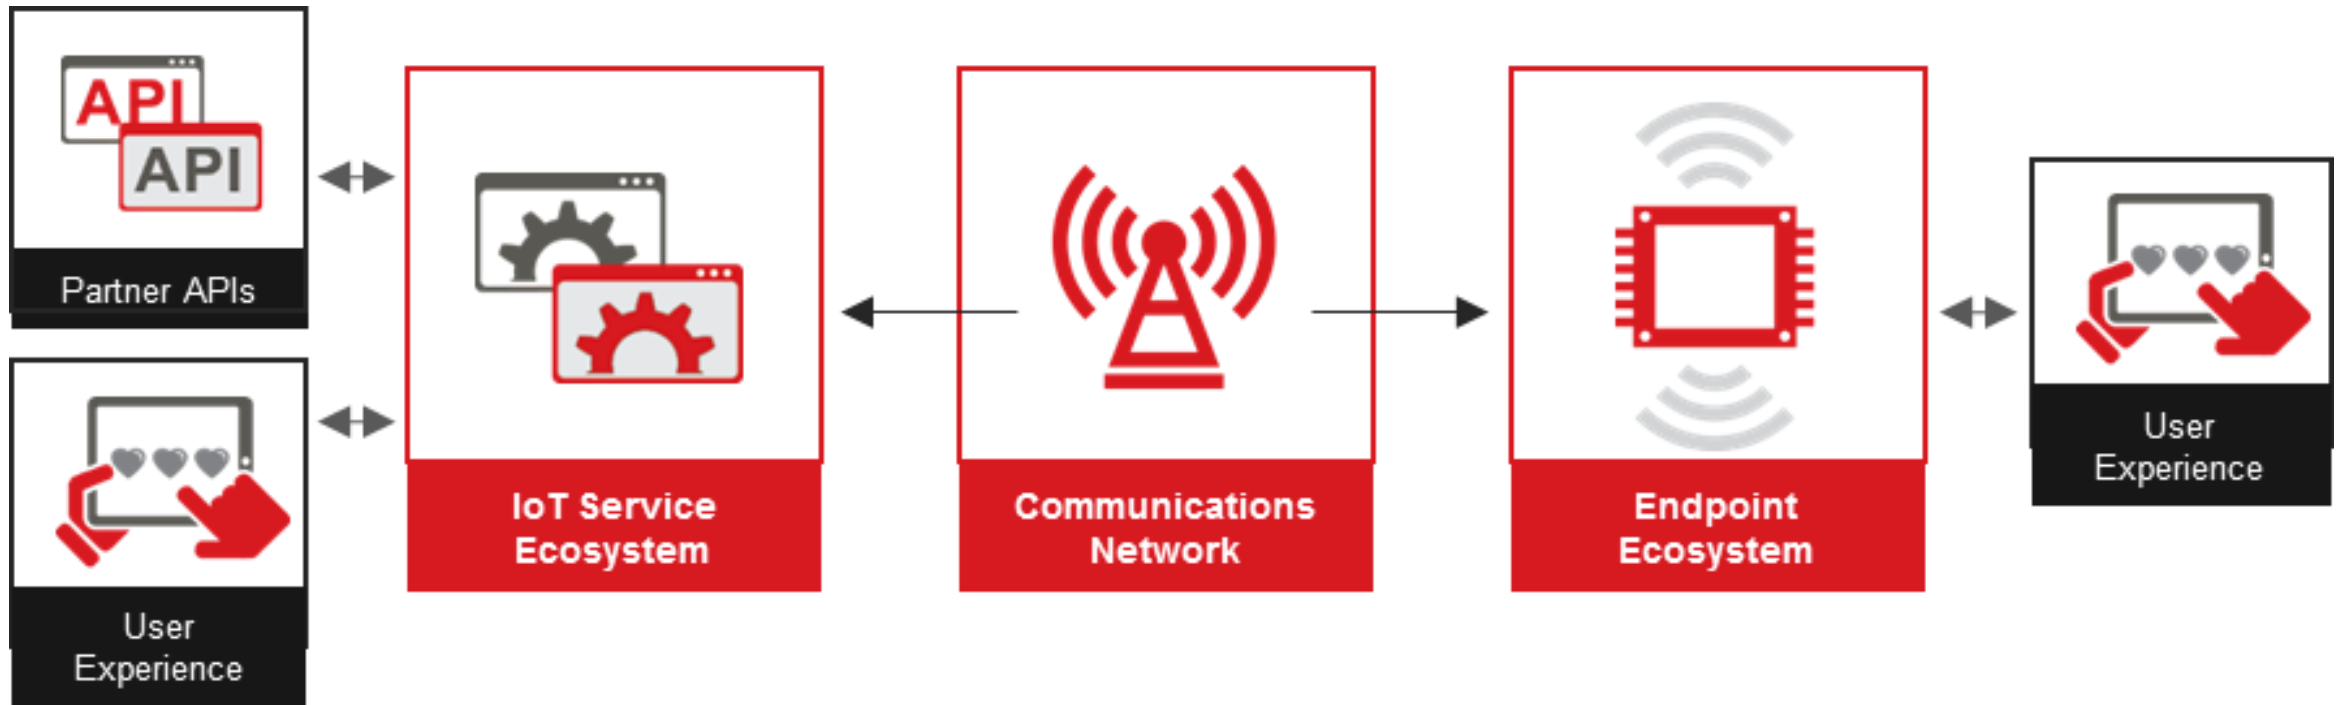 API
API
Partner APIs
User
Experience
IoT Service
Ecosystem
Communications
Network
Endpoint
Ecosystem
User
Experience